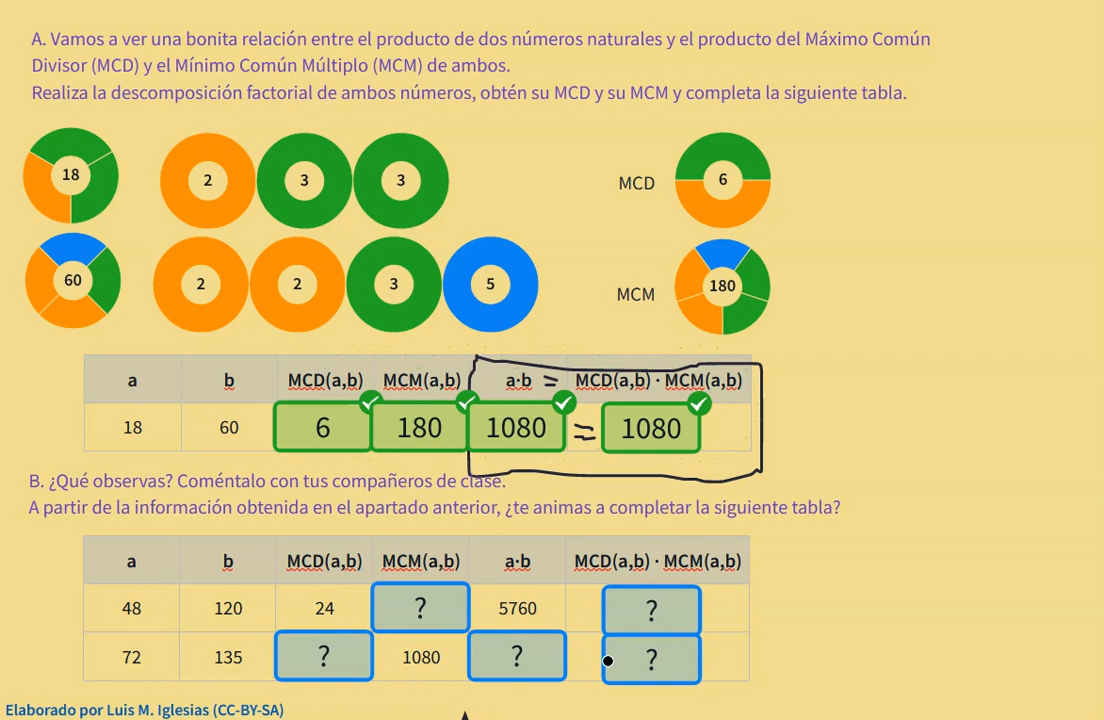 A. Vamos a ver una bonita relación entre el producto de dos números naturales y el producto del Máximo Común
Divisor (MCD) y el Mínimo Común Múltiplo (MCM) de ambos.
Realiza la descomposición factorial de ambos números, obtén su MCD y su MCM y completa la siguiente tabla.
18 2 3 3 MCD 6
60 2 2 3 5 MCM 180
a b MCD(a,b) MCM(a,b) a·b = MCD(a,b) · MCM(a,b)
18 60 6 180 1080 = 1080
B. ¿Qué observas? Coméntalo con tus compañeros de clase.
A partir de la información obtenida en el apartado anterior, ¿te animas a completar la siguiente tabla?
a b MCD(a,b) MCM(a,b) a·b MCD(a,b) · MCM(a,b)
48 120 24 ? 5760 ?
72 135 ? 1080 ? ?
Elaborado por Luis M. Iglesias (CC-BY-SA)